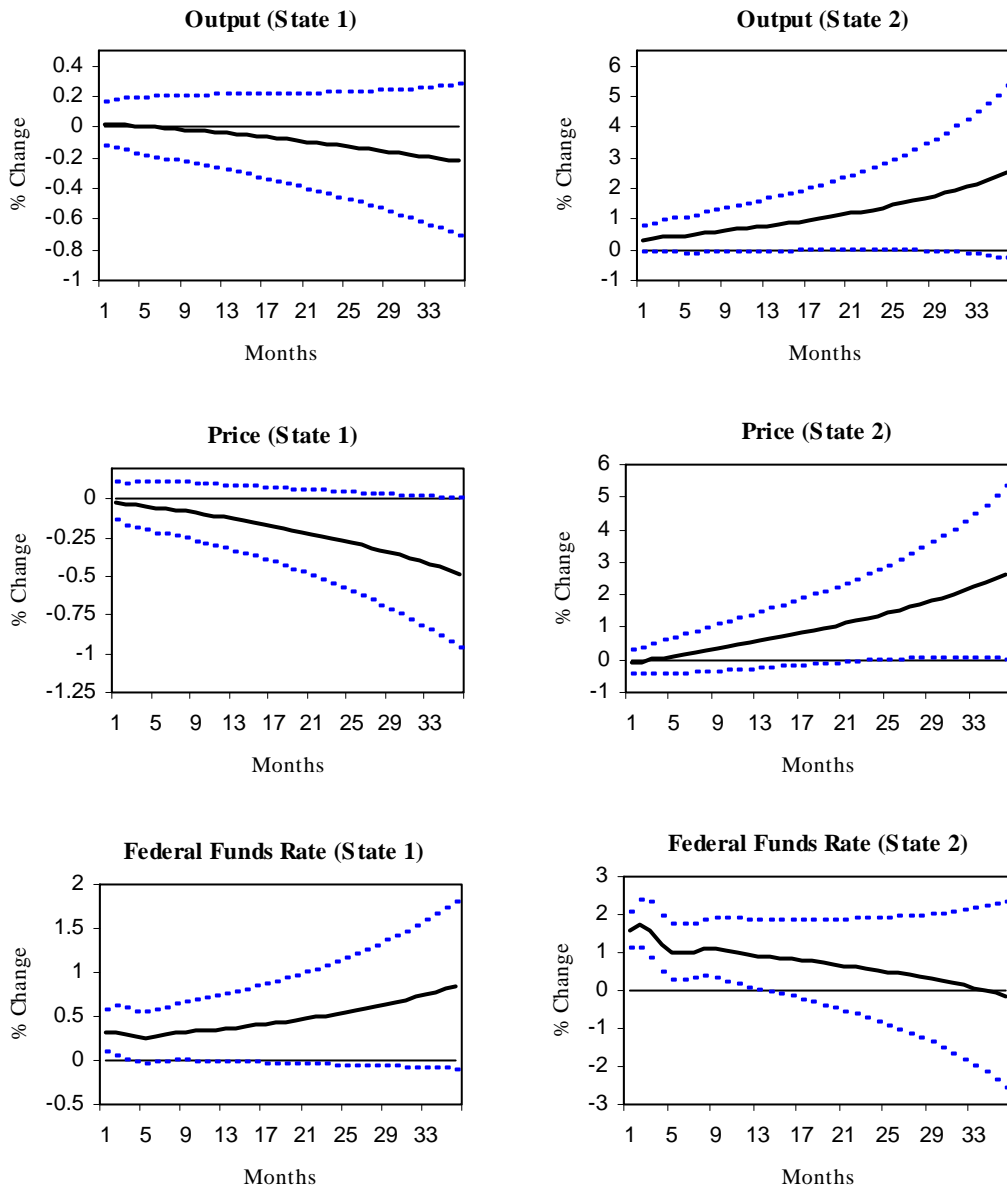 Output (State 1)
0.4
0.2
0
-0.2
-0.4
-0.6
-0.8
-1
% Change
1 5 9 13 17 21 25 29 33
Months
Output (State 2)
6
5
4
3
2
1
0
-1
% Change
1 5 9 13 17 21 25 29 33
Months
Price (State 1)
0
-0.25
-0.5
-0.75
-1
-1.25
% Change
1 5 9 13 17 21 25 29 33
Months
Price (State 2)
6
5
4
3
2
1
0
-1
% Change
1 5 9 13 17 21 25 29 33
Months
Federal Funds Rate (State 1)
2
1.5
1
0.5
0
-0.5
% Change
1 5 9 13 17 21 25 29 33
Months
Federal Funds Rate (State 2)
3
2
1
0
-1
-2
-3
% Change
1 5 9 13 17 21 25 29 33
Months